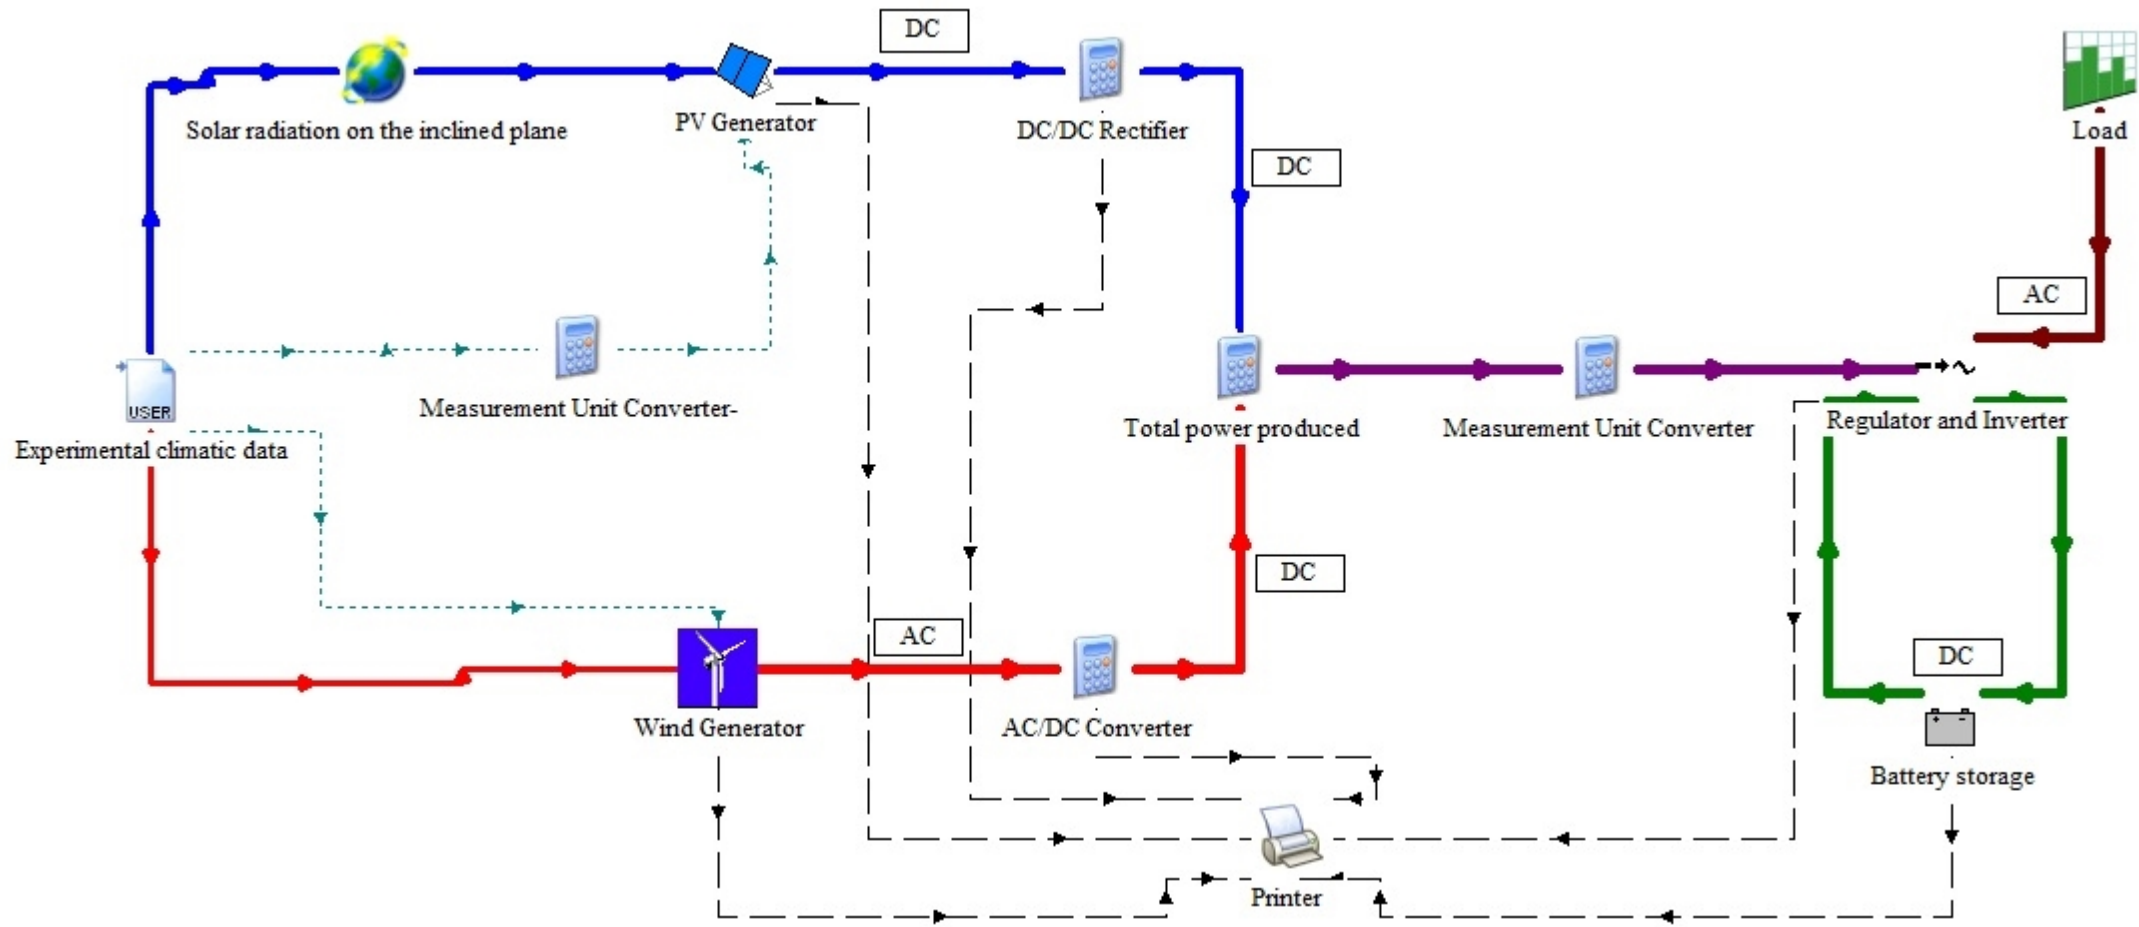 DC
Solar radiation on the inclined plane
PV Generator
DC/DC Rectifier
Load
DC
AC
USER
Experimental climatic data
Measurement Unit Converter-
Total power produced
Measurement Unit Converter
Regulator and Inverter
DC
AC
DC
Wind Generator
AC/DC Converter
Battery storage
Printer